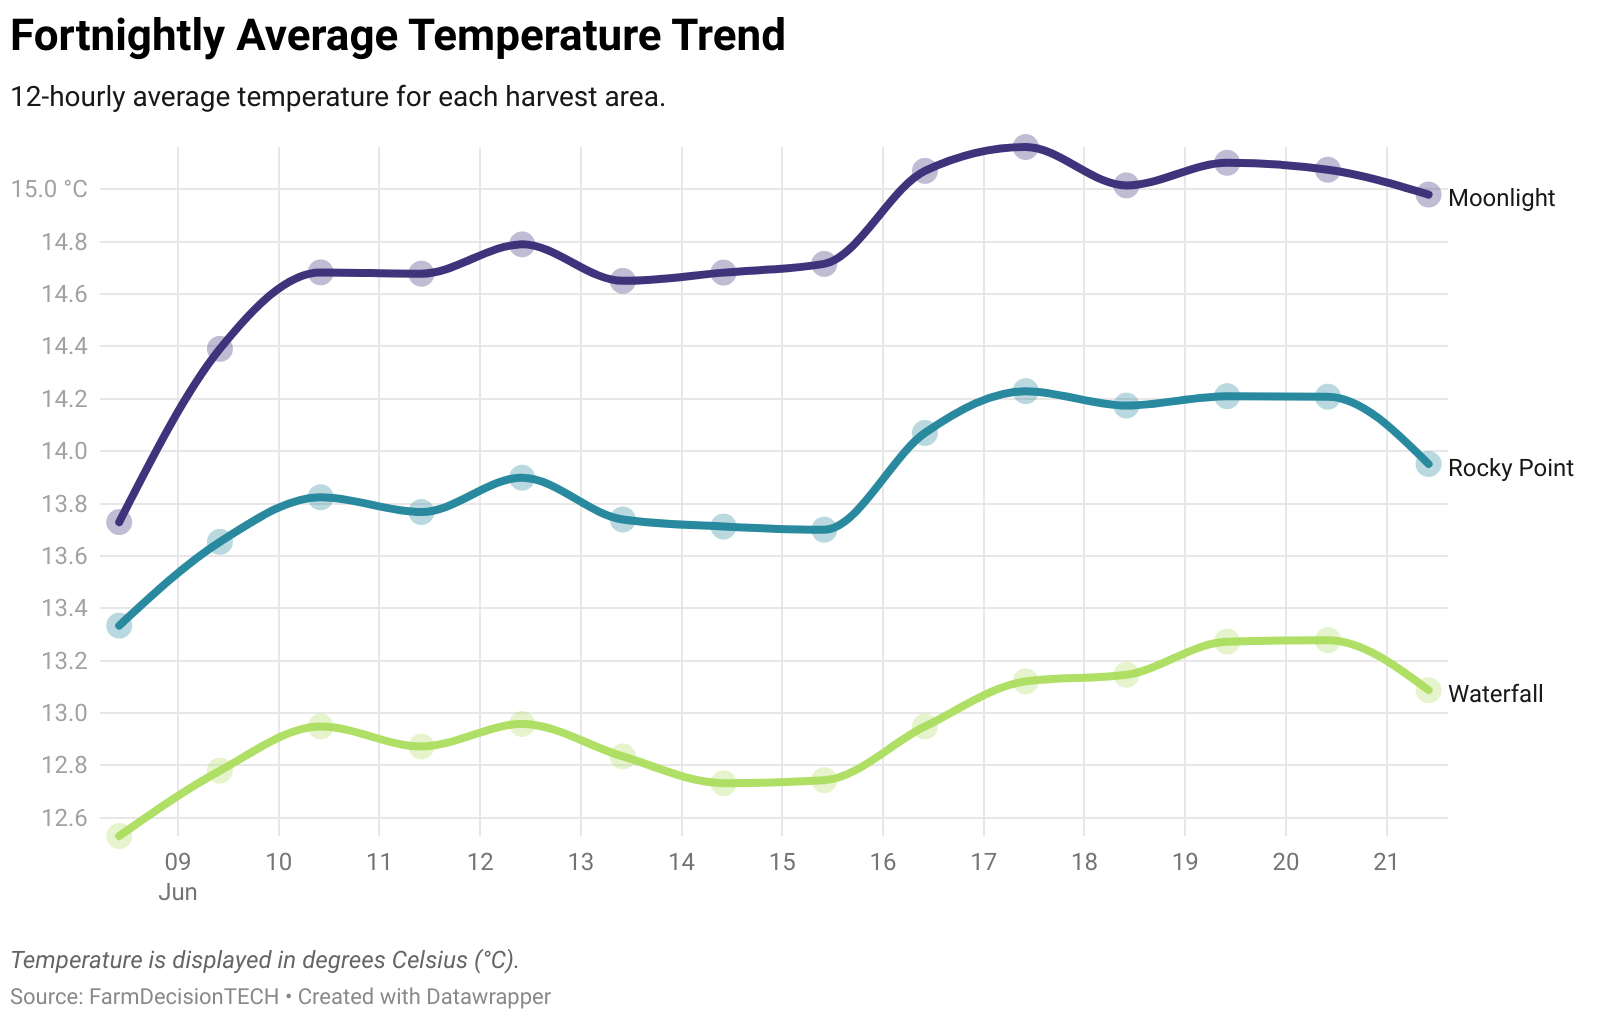 Fortnightly Average Temperature Trend
12-hourly average temperature for each harvest area.
15.0 °C
14.8
14.6
14.4
14.2
14.0
13.8
13.6
13.4
13.2
13.0
12.8
12.6
Moonlight
Rocky Point
Waterfall
09 10 11 12 13 14 15 16 17 18 19 20 21
Jun
Temperature is displayed in degrees Celsius (°C).
Source: FarmDecisionTECH • Created with Datawrapper